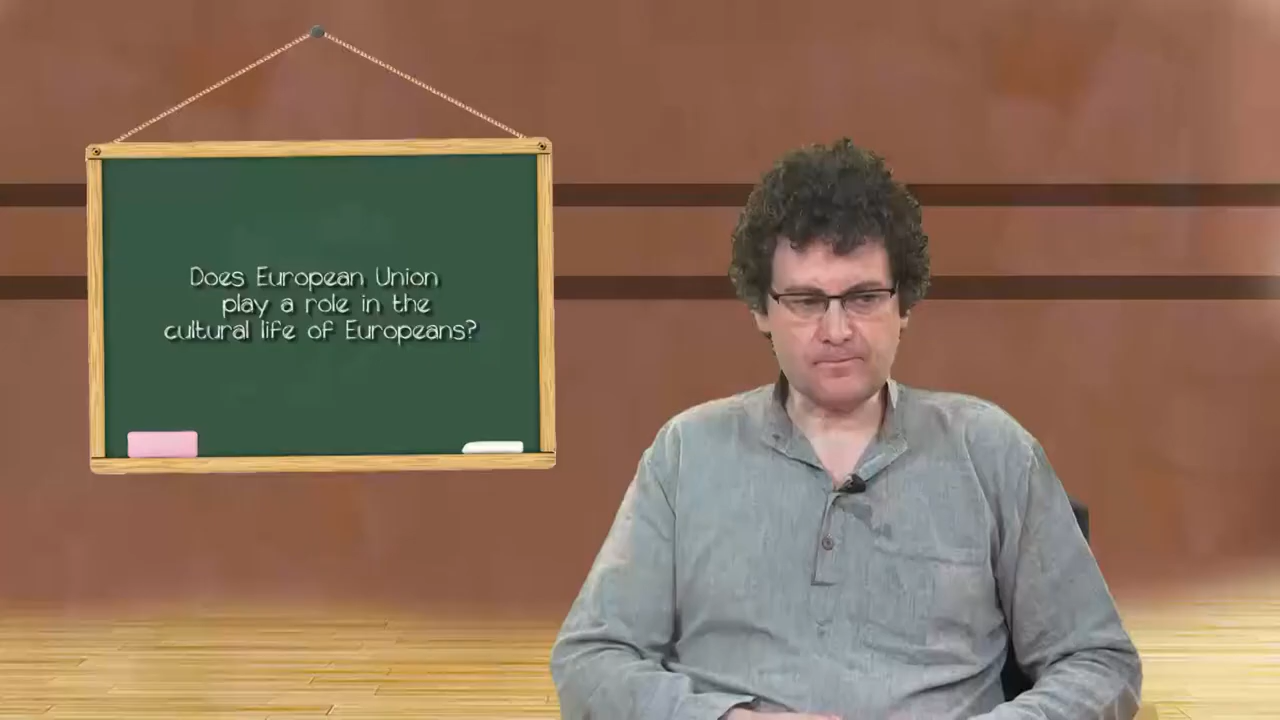 Does European Union
play a role in the
cultural life of Europeans?